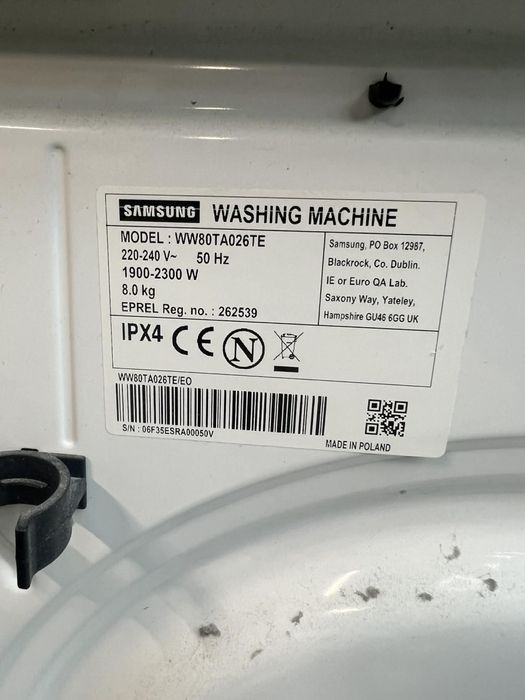 SAMSUNG WASHING MACHINE
MODEL : WW80TA026TE
220-240 V~ 50 Hz
1900-2300 W
8.0 kg
EPREL Reg. no. : 262539
Samsung, PO Box 12987,
Blackrock, Co. Dublin.
IE or Euro QA Lab.
Saxony Way, Yateley,
Hampshire GU46 6GG UK
IPX4 CE N
WW80TA026TE/EO
S/N : 06F35ESRA00050V
MADE IN POLAND